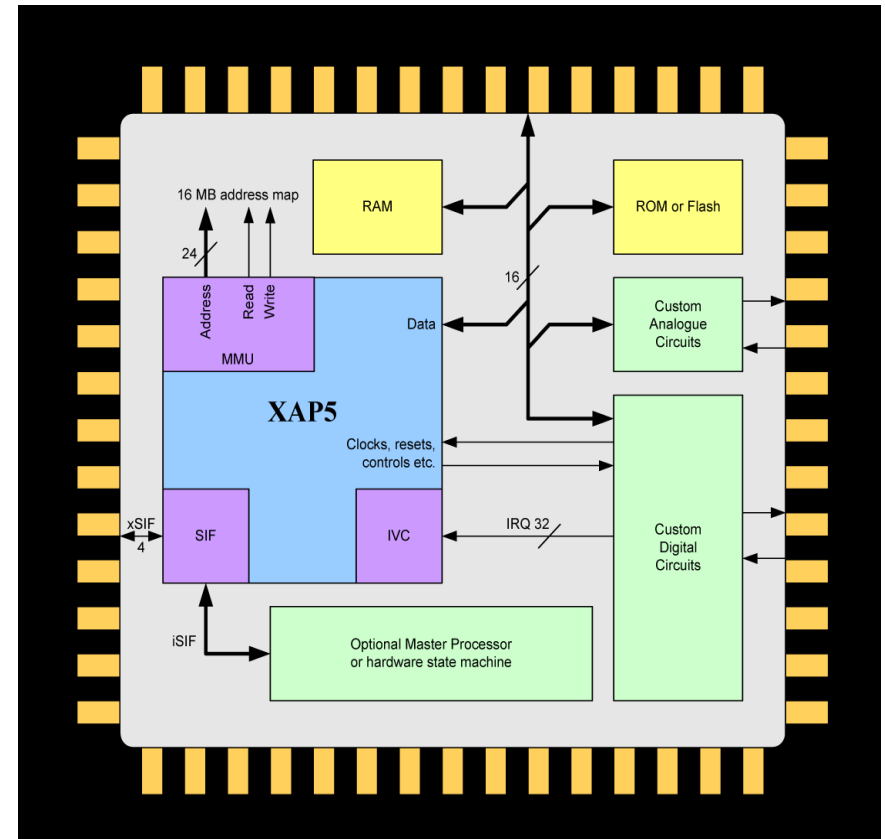 16 MB address map
24
Address
Read
Write
MMU
RAM
ROM or Flash
16
Data
Custom
Analogue
Circuits
XAP5
Clocks, resets,
controls etc.
xSIF
4
SIF
IVC
IRQ 32
Custom
Digital
Circuits
iSIF
Optional Master Processor
or hardware state machine